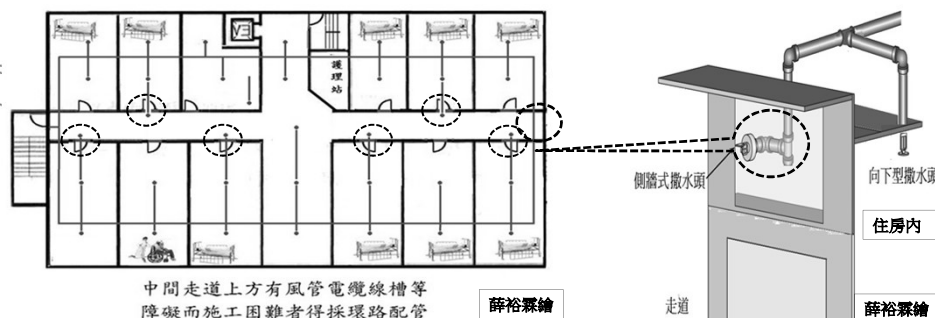 護理站
側牆式撒水頭
向下型撒水頭
住房內
中間走道上方有風管電纜線槽等
障礙而施工困難者得採環路配管
薛裕霖繪
走道
薛裕霖繪